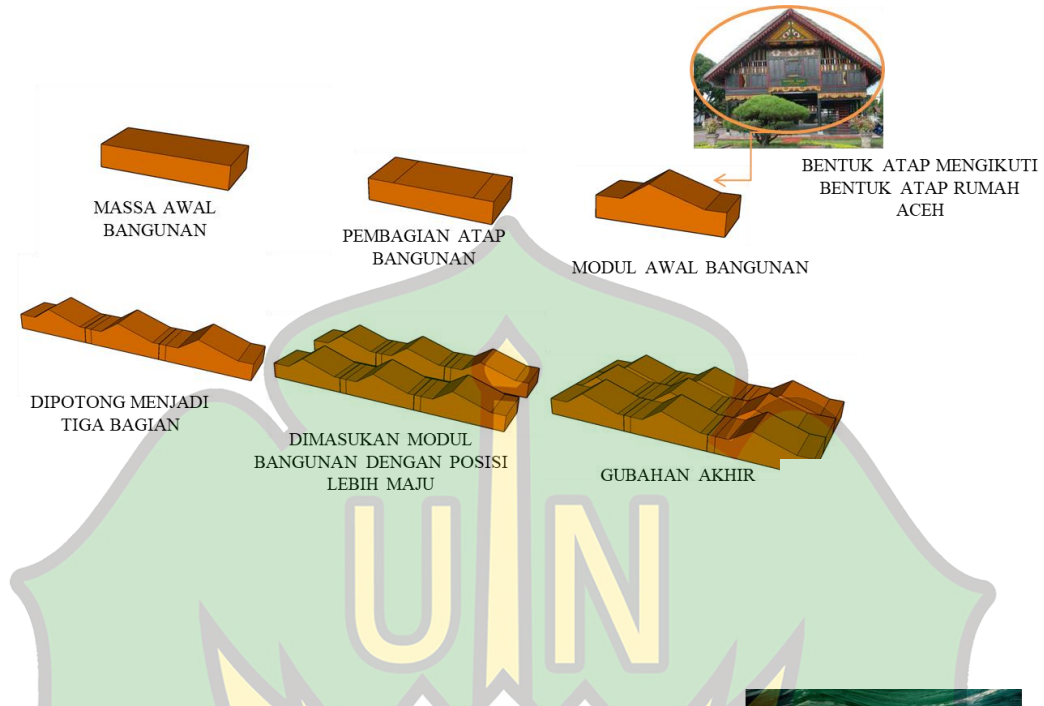 BENTUK ATAP MENGIKUTI
BENTUK ATAP RUMAH
ACEH
MASSA AWAL
BANGUNAN
PEMBAGIAN ATAP
BANGUNAN
MODUL AWAL BANGUNAN
DIPOTONG MENJADI
TIGA BAGIAN
DIMASUKAN MODUL
BANGUNAN DENGAN POSISI
LEBIH MAJU
GUBAHAN AKHIR
UIN